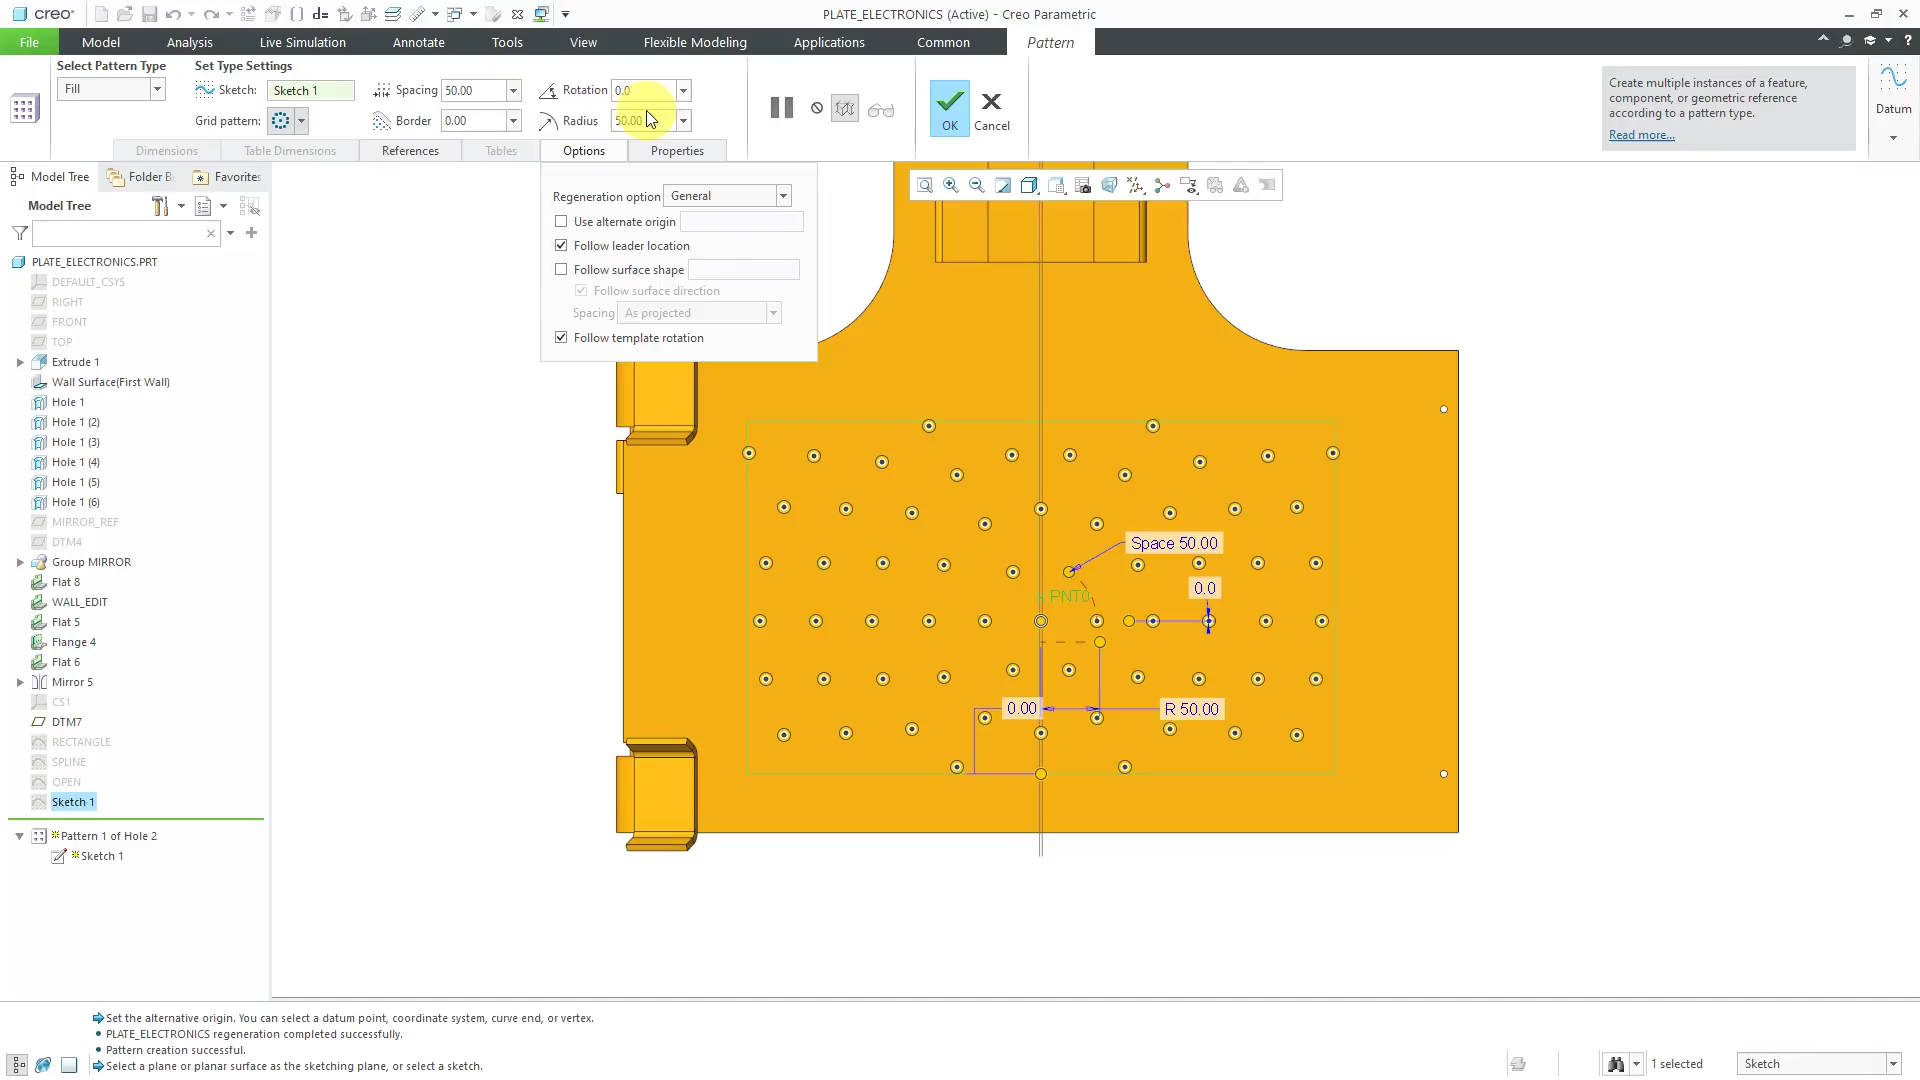 creo
PLATE_ELECTRONICS (Active) - Creo Parametric
File Model Analysis Live Simulation Annotate Tools View Flexible Modeling Applications Common Pattern
Select Pattern Type
Fill
Set Type Settings
Sketch: Sketch 1
Grid pattern:
Spacing 50.00
Border 0.00
Rotation 0.0
Radius 50.00
OK
Cancel
Create multiple instances of a feature, component, or geometric reference according to a pattern type.
Read more...
Datum
Dimensions Table Dimensions References Tables Options Properties
Regeneration option General
Use alternate origin
Follow leader location
Follow surface shape
Follow surface direction
Spacing As projected
Follow template rotation
Model Tree Folder B Favorites
Model Tree
PLATE_ELECTRONICS.PRT
DEFAULT_CSYS
RIGHT
FRONT
TOP
Extrude 1
Wall Surface(First Wall)
Hole 1
Hole 1 (2)
Hole 1 (3)
Hole 1 (4)
Hole 1 (5)
Hole 1 (6)
MIRROR_REF
DTM4
Group MIRROR
Flat 8
WALL_EDIT
Flat 5
Flange 4
Flat 6
Mirror 5
CS1
DTM7
RECTANGLE
SPLINE
OPEN
Sketch 1
Pattern 1 of Hole 2
Sketch 1
Space 50.00
0.0
PNT0
0.00
R 50.00
Set the alternative origin. You can select a datum point, coordinate system, curve end, or vertex.
PLATE_ELECTRONICS regeneration completed successfully.
Pattern creation successful.
Select a plane or planar surface as the sketching plane, or select a sketch.
1 selected
Sketch